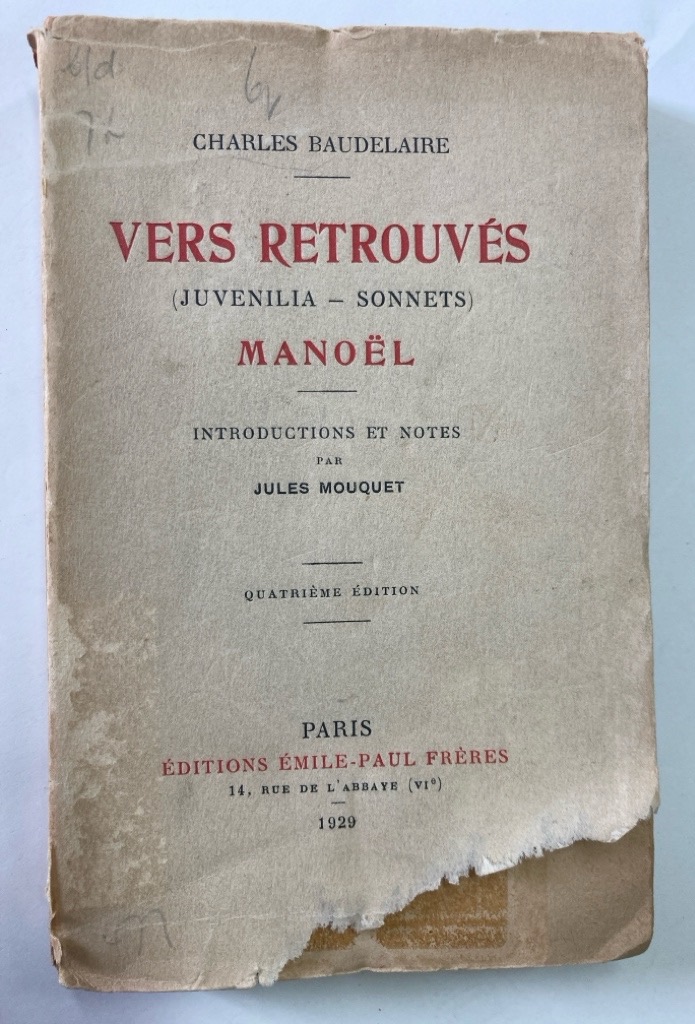 CHARLES BAUDELAIRE
VERS RETROUVÉS
(JUVENILIA – SONNETS)
MANOËL
INTRODUCTIONS ET NOTES
PAR
JULES MOUQUET
QUATRIÈME ÉDITION
PARIS
ÉDITIONS ÉMILE-PAUL FRÈRES
14, RUE DE L'ABBAYE (VIᵉ)
1929